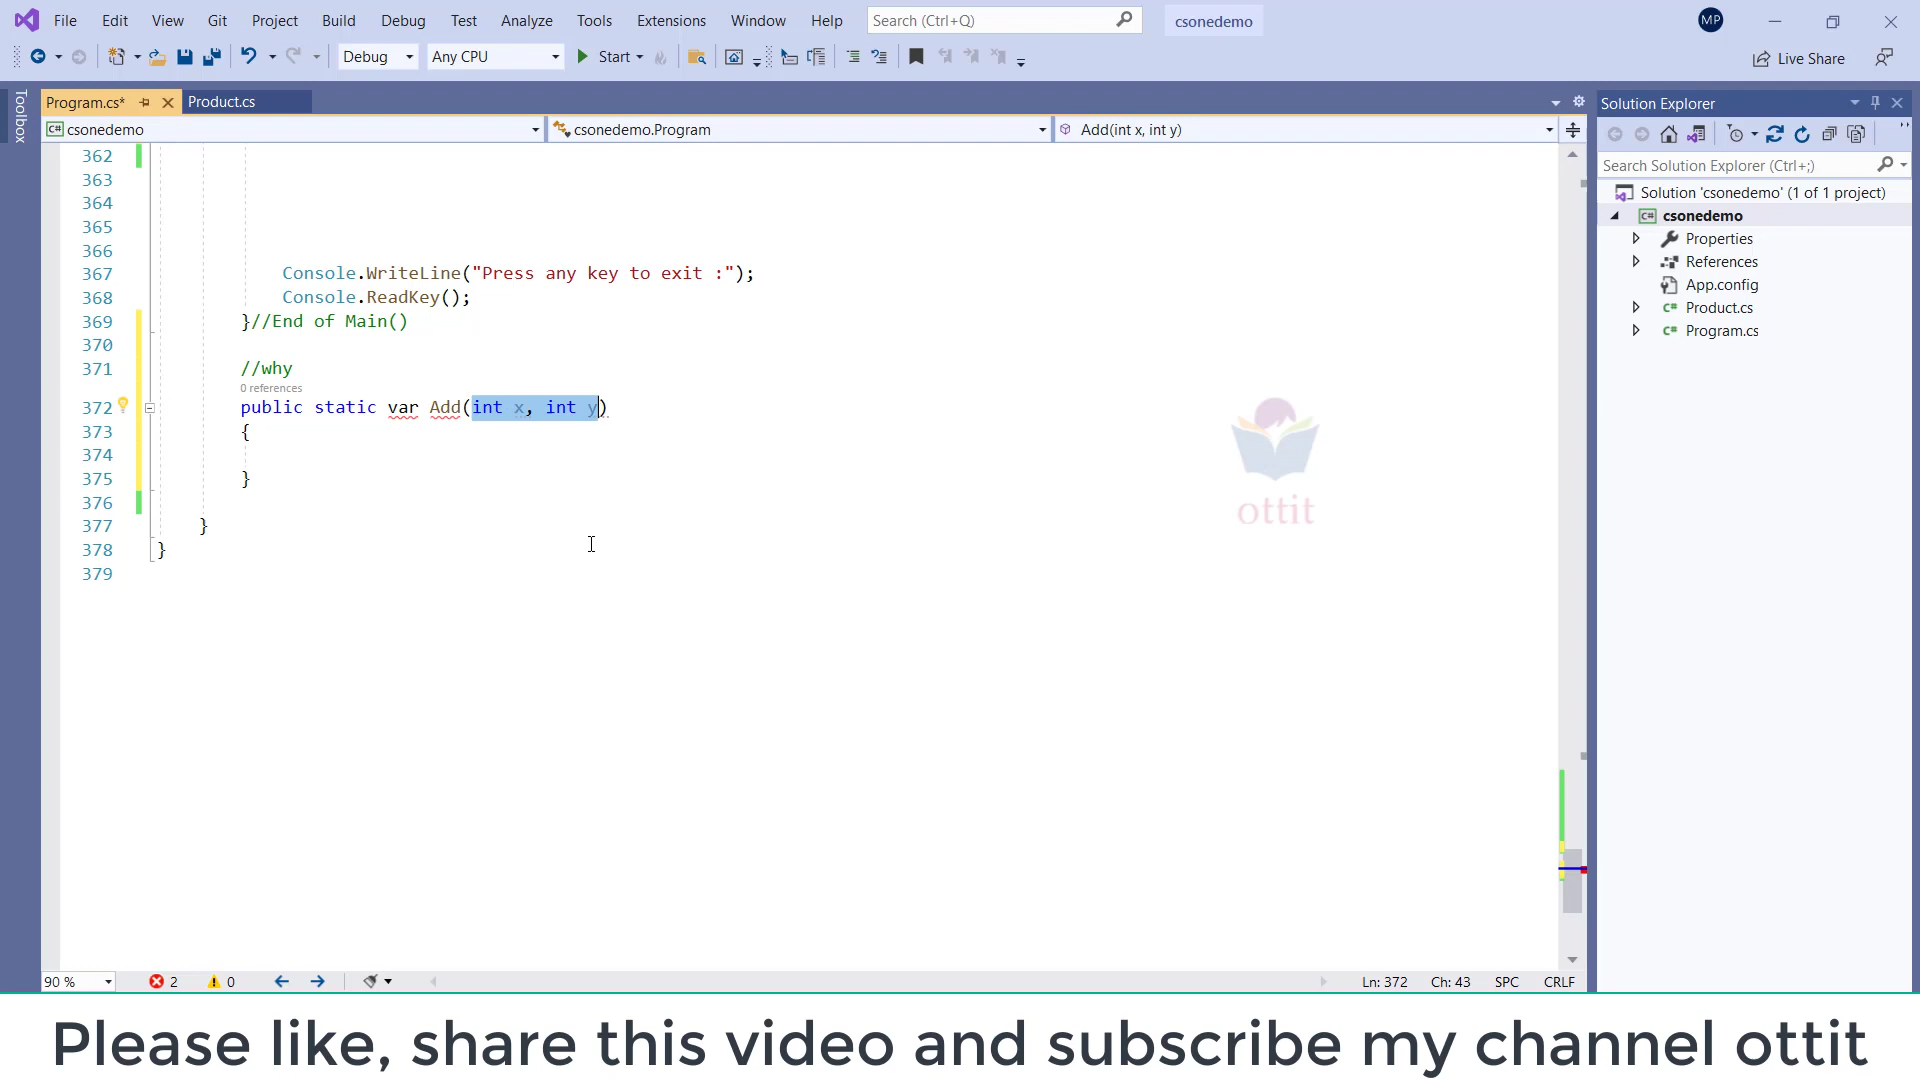 File Edit View Git Project Build Debug Test Analyze Tools Extensions Window Help Search (Ctrl+Q) csonedemo MP
Debug Any CPU Start Live Share
Toolbox
Program.cs* Product.cs
csonedemo csonedemo.Program Add(int x, int y)
362
363
364
365
366
367 Console.WriteLine("Press any key to exit :");
368 Console.ReadKey();
369 }//End of Main()
370
371 //why
0 references
372 public static var Add(int x, int y)
373 {
374
375 }
376
377 }
378 }
379
ottit
90 % 2 0 Ln: 372 Ch: 43 SPC CRLF
Solution Explorer
Search Solution Explorer (Ctrl+;)
Solution 'csonedemo' (1 of 1 project)
csonedemo
Properties
References
App.config
Product.cs
Program.cs
Please like, share this video and subscribe my channel ottit